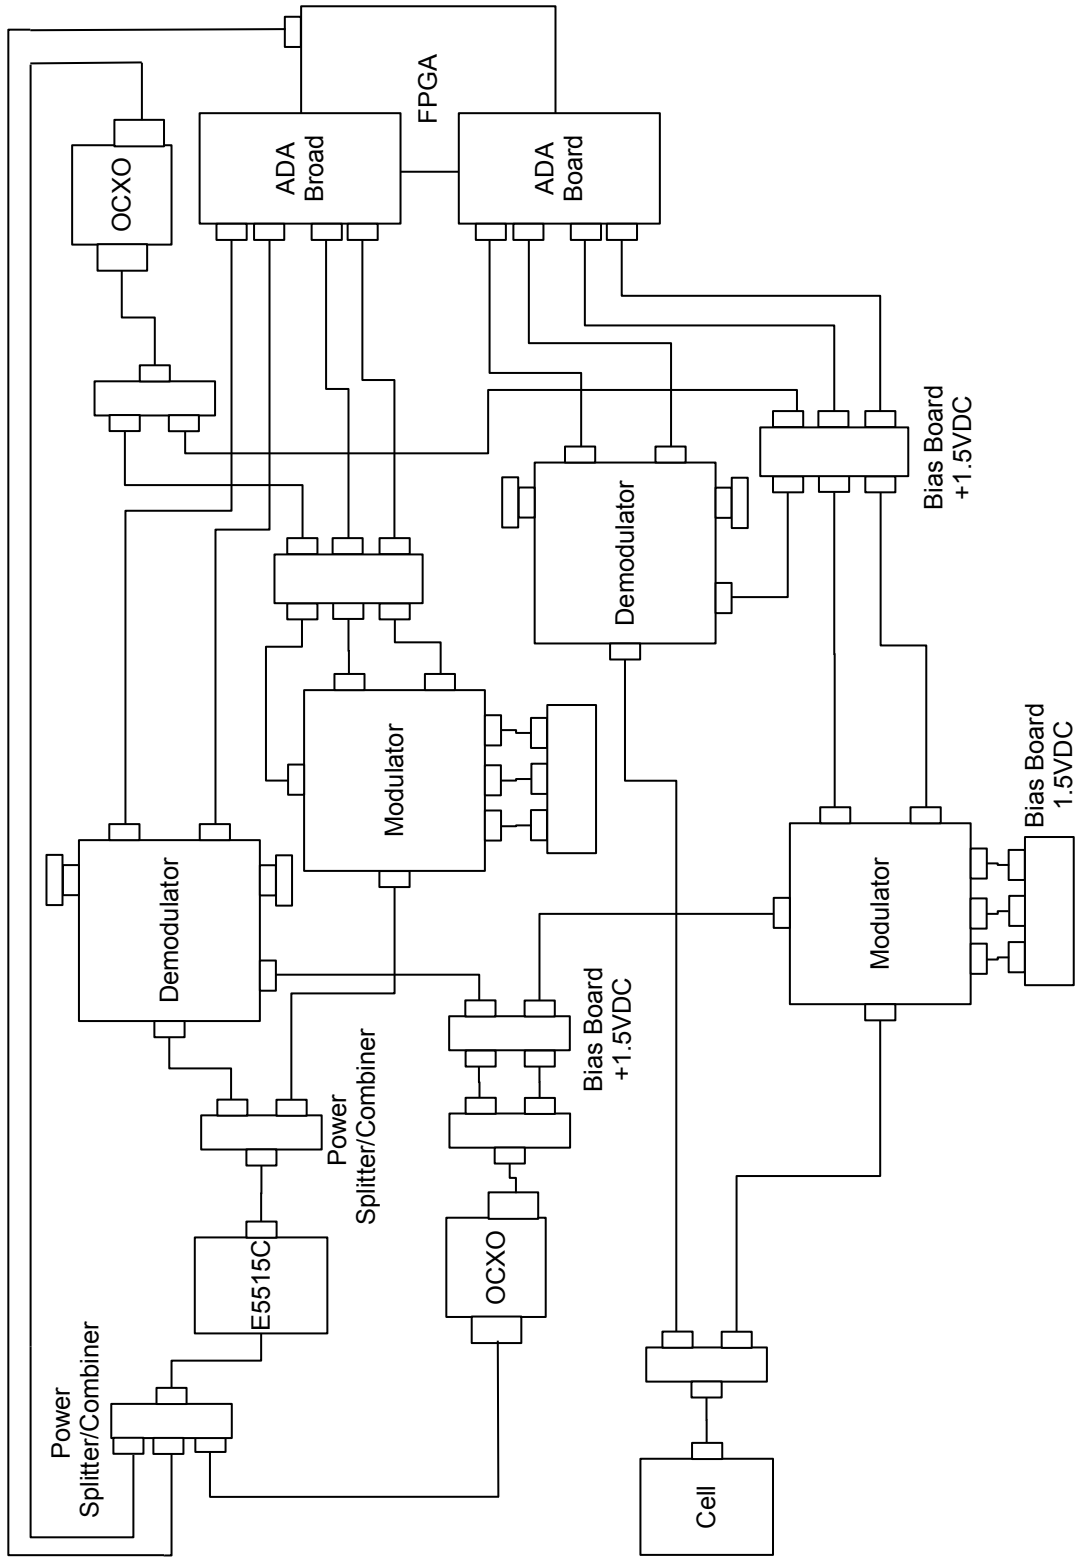 Power
Splitter/Combiner
E5515C
Power
Splitter/Combiner
Demodulator
OCXO
ADA
Broad
FPGA
Modulator
OCXO
Bias Board
+1.5VDC
Demodulator
ADA
Board
Cell
Modulator
Bias Board
+1.5VDC
Bias Board
1.5VDC